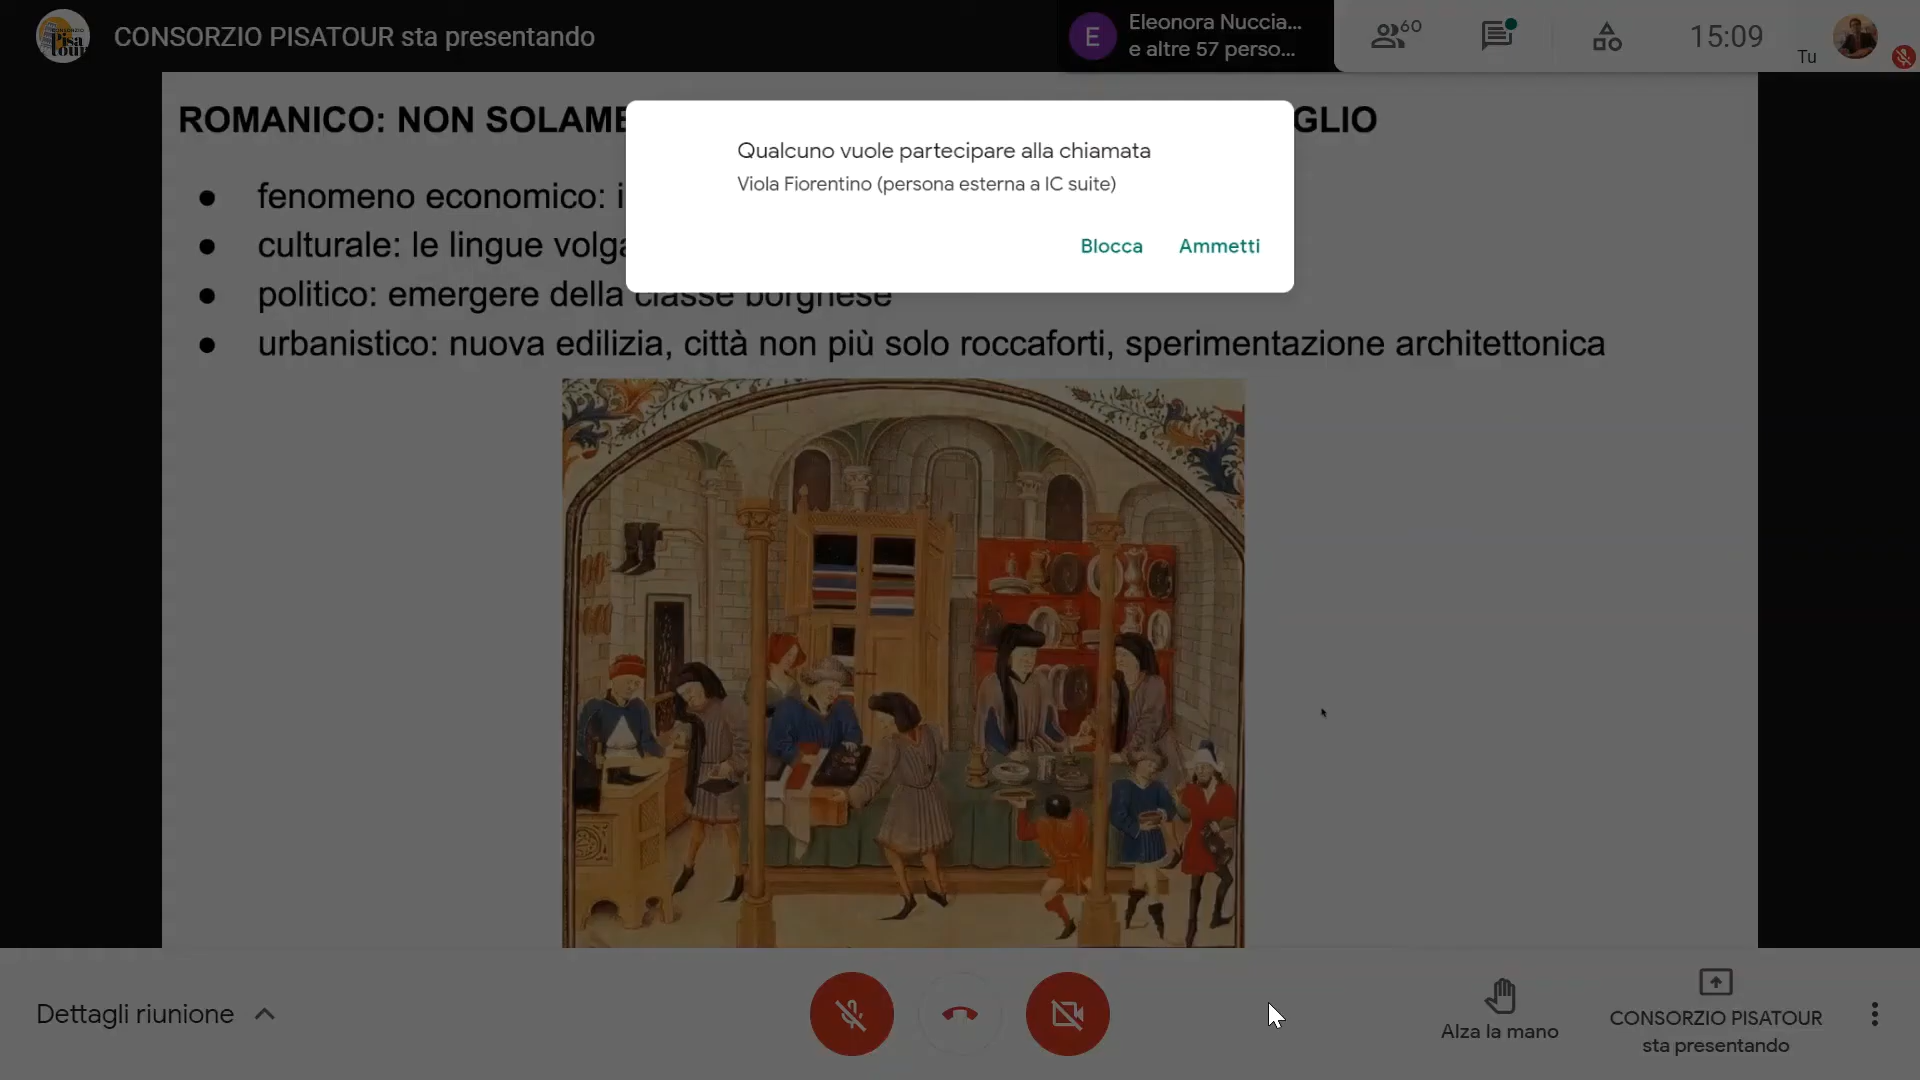 CONSORZIO PISATOUR sta presentando
E
Eleonora Nuccia...
e altre 57 perso...
60
15:09
Tu
ROMANICO: NON SOLAME
GLIO
Qualcuno vuole partecipare alla chiamata
Viola Fiorentino (persona esterna a IC suite)
Blocca Ammetti
● fenomeno economico: i
● culturale: le lingue volga
● politico: emergere della classe borghese
● urbanistico: nuova edilizia, città non più solo roccaforti, sperimentazione architettonica
Dettagli riunione
Alza la mano
CONSORZIO PISATOUR
sta presentando